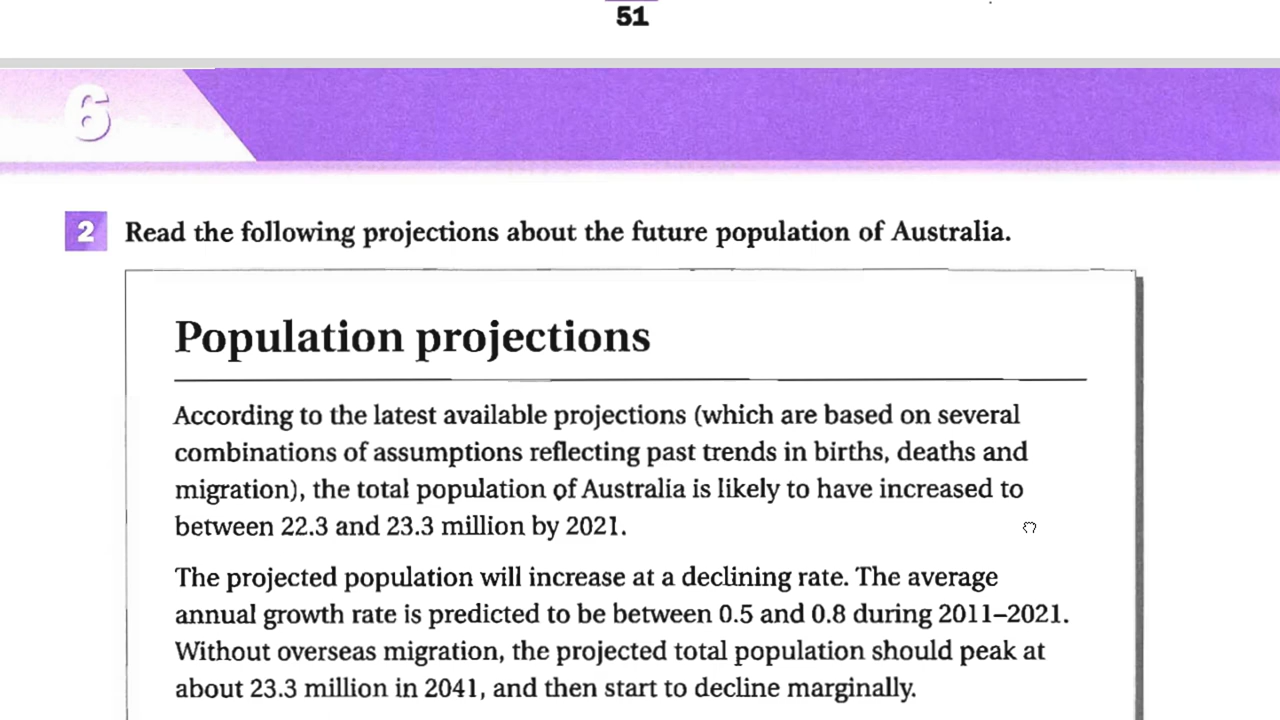 51
6
2 Read the following projections about the future population of Australia.
Population projections
According to the latest available projections (which are based on several
combinations of assumptions reflecting past trends in births, deaths and
migration), the total population of Australia is likely to have increased to
between 22.3 and 23.3 million by 2021.
The projected population will increase at a declining rate. The average
annual growth rate is predicted to be between 0.5 and 0.8 during 2011–2021.
Without overseas migration, the projected total population should peak at
about 23.3 million in 2041, and then start to decline marginally.